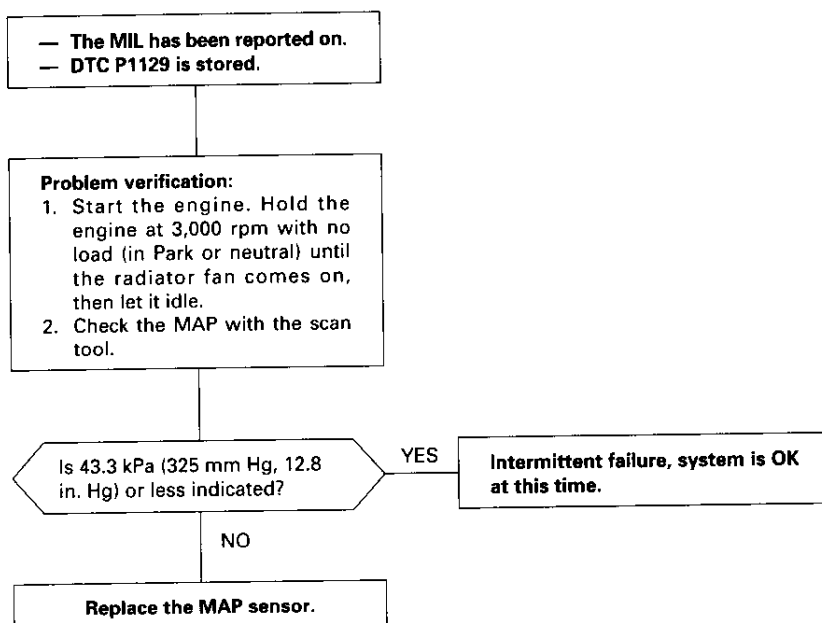 — The MIL has been reported on.
— DTC P1129 is stored.
Problem verification:
1. Start the engine. Hold the
engine at 3,000 rpm with no
load (in Park or neutral) until
the radiator fan comes on,
then let it idle.
2. Check the MAP with the scan
tool.
Is 43.3 kPa (325 mm Hg, 12.8
in. Hg) or less indicated?
YES
Intermittent failure, system is OK
at this time.
NO
Replace the MAP sensor.